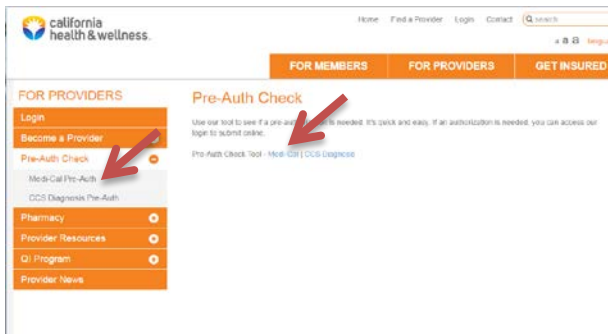 california
health & wellness.
Home Find a Provider Login Contact search
a a a
FOR MEMBERS FOR PROVIDERS GET INSURED
FOR PROVIDERS
Login
Become a Provider
Pre-Auth Check
Medi-Cal Pre-Auth
CCS Diagnosis Pre-Auth
Pharmacy
Provider Resources
QI Program
Provider News
Pre-Auth Check
Use our tool to see if a pre-auth is needed. It's quick and easy. If an authorization is needed, you can access our
login to submit online.
Pre-Auth Check Tool - Medi-Cal | CCS Diagnosis